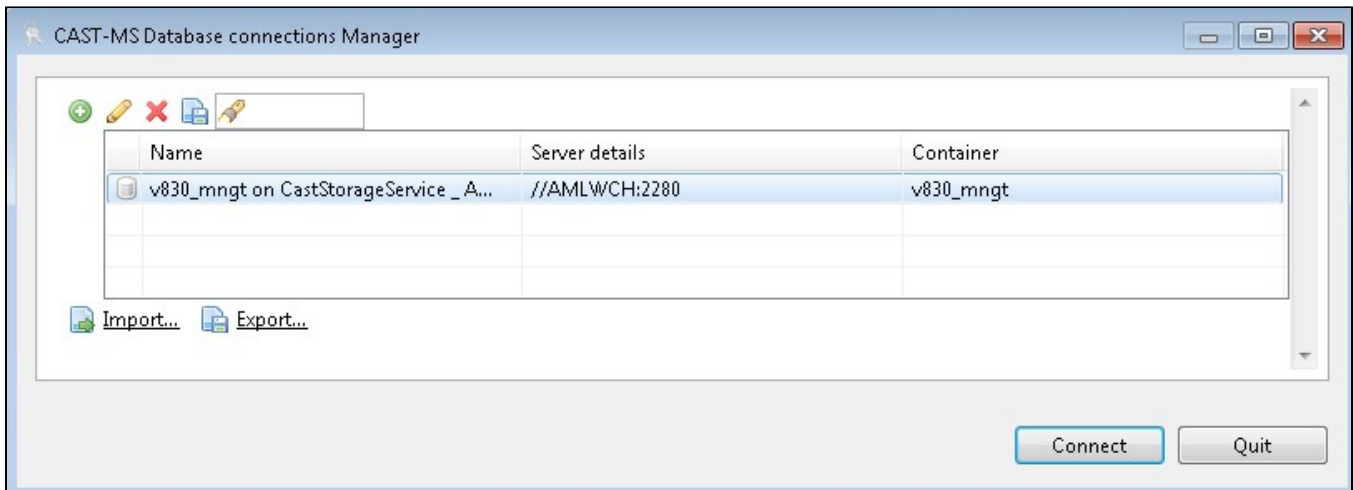 CAST-MS Database connections Manager
Name Server details Container
v830_mngt on CastStorageService _ A... //AMLWCH:2280 v830_mngt
Import... Export...
Connect Quit